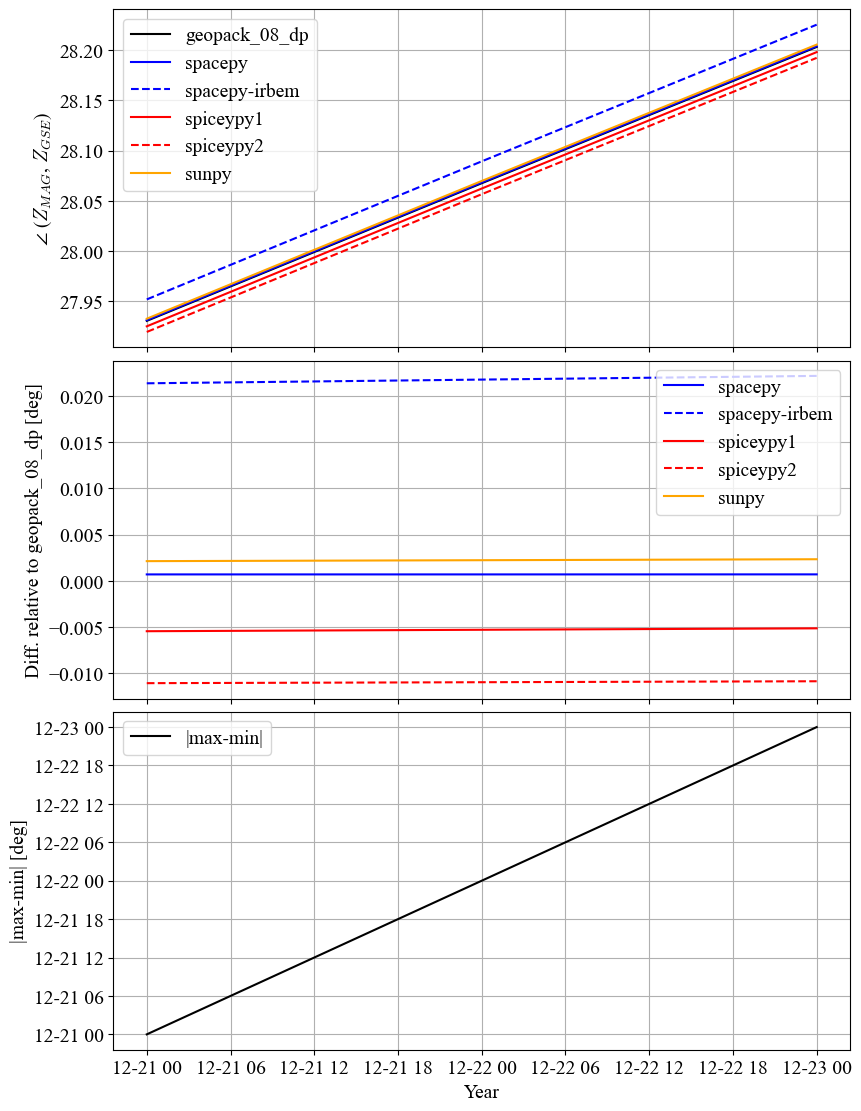 geopack_08_dp
spacepy
spacepy-irbem
spiceypy1
spiceypy2
sunpy
∠ (Z_{MAG}, Z_{GSE})
28.20
28.15
28.10
28.05
28.00
27.95
spacepy
spacepy-irbem
spiceypy1
spiceypy2
sunpy
Diff. relative to geopack_08_dp [deg]
0.020
0.015
0.010
0.005
0.000
−0.005
−0.010
|max-min|
|max-min| [deg]
12-23 00
12-22 18
12-22 12
12-22 06
12-22 00
12-21 18
12-21 12
12-21 06
12-21 00
12-21 00 12-21 06 12-21 12 12-21 18 12-22 00 12-22 06 12-22 12 12-22 18 12-23 00
Year